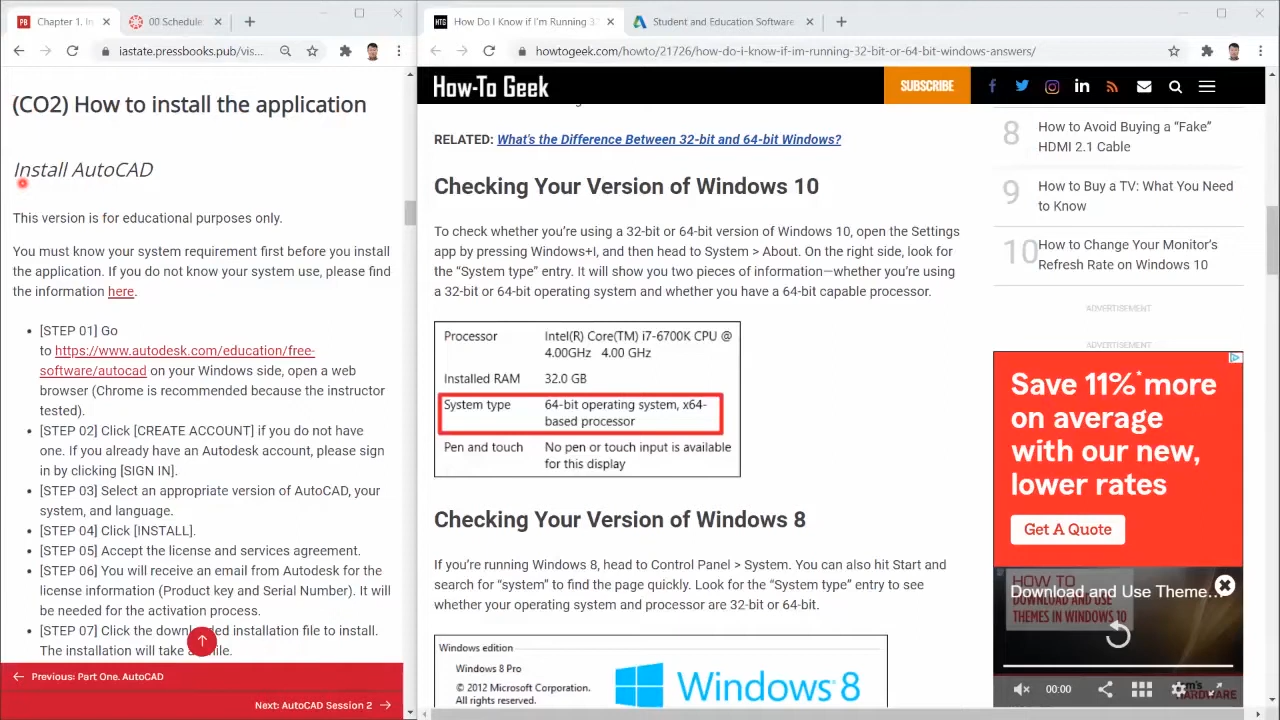 Chapter 1. In
00 Schedule
iastate.pressbooks.pub/vis...
(CO2) How to install the application
Install AutoCAD
This version is for educational purposes only.
You must know your system requirement first before you install
the application. If you do not know your system use, please find
the information here.
[STEP 01] Go
to https://www.autodesk.com/education/free-
software/autocad on your Windows side, open a web
browser (Chrome is recommended because the instructor
tested).
[STEP 02] Click [CREATE ACCOUNT] if you do not have
one. If you already have an Autodesk account, please sign
in by clicking [SIGN IN].
[STEP 03] Select an appropriate version of AutoCAD, your
system, and language.
[STEP 04] Click [INSTALL].
[STEP 05] Accept the license and services agreement.
[STEP 06] You will receive an email from Autodesk for the
license information (Product key and Serial Number). It will
be needed for the activation process.
[STEP 07] Click the down ed installation file to install.
The installation will take a ile.
Previous: Part One. AutoCAD
Next: AutoCAD Session 2
HTG
How Do I Know if I'm Running 3
Student and Education Software
howtogeek.com/howto/21726/how-do-i-know-if-im-running-32-bit-or-64-bit-windows-answers/
How-To Geek
SUBSCRIBE
RELATED: What's the Difference Between 32-bit and 64-bit Windows?
Checking Your Version of Windows 10
To check whether you're using a 32-bit or 64-bit version of Windows 10, open the Settings
app by pressing Windows+I, and then head to System > About. On the right side, look for
the “System type” entry. It will show you two pieces of information—whether you're using
a 32-bit or 64-bit operating system and whether you have a 64-bit capable processor.
Processor Intel(R) Core(TM) i7-6700K CPU @
4.00GHz 4.00 GHz
Installed RAM 32.0 GB
System type 64-bit operating system, x64-
based processor
Pen and touch No pen or touch input is available
for this display
Checking Your Version of Windows 8
If you're running Windows 8, head to Control Panel > System. You can also hit Start and
search for “system” to find the page quickly. Look for the “System type” entry to see
whether your operating system and processor are 32-bit or 64-bit.
Windows edition
Windows 8 Pro
© 2012 Microsoft Corporation.
All rights reserved.
Windows 8
8 How to Avoid Buying a “Fake”
HDMI 2.1 Cable
9 How to Buy a TV: What You Need
to Know
10 How to Change Your Monitor's
Refresh Rate on Windows 10
ADVERTISEMENT
ADVERTISEMENT
Save 11%* more
on average
with our new,
lower rates
Get A Quote
HOW TO
Download and Use Theme...
DOWNLOAD AND USE
THEMES IN WINDOWS 10
00:00
HARDWARE